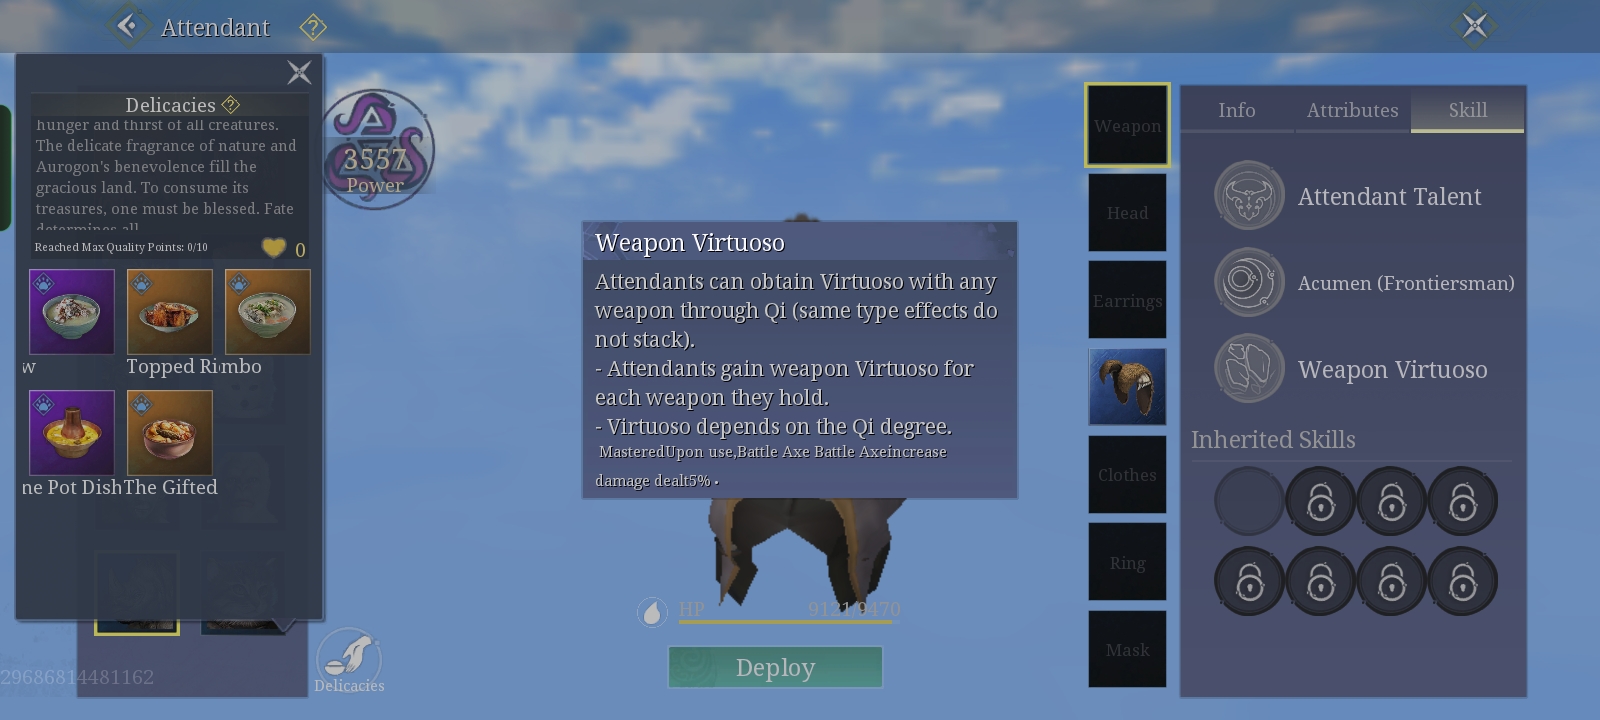 Attendant
Delicacies
hunger and thirst of all creatures.
The delicate fragrance of nature and
Aurogon's benevolence fill the
gracious land. To consume its
treasures, one must be blessed. Fate
determines all.
Reached Max Quality Points: 0/10
0
w
Topped Rimbo
ne Pot Dish
The Gifted
3557
Power
Weapon Virtuoso
Attendants can obtain Virtuoso with any
weapon through Qi (same type effects do
not stack).
- Attendants gain weapon Virtuoso for
each weapon they hold.
- Virtuoso depends on the Qi degree.
MasteredUpon use,Battle Axe Battle Axeincrease
damage dealt5% .
HP
9121/9470
Deploy
Delicacies
29686814481162
Weapon
Head
Earrings
Clothes
Ring
Mask
Info
Attributes
Skill
Attendant Talent
Acumen (Frontiersman)
Weapon Virtuoso
Inherited Skills